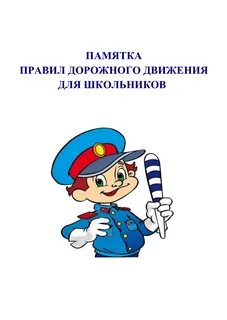 ПАМЯТКА
ПРАВИЛ ДОРОЖНОГО ДВИЖЕНИЯ
ДЛЯ ШКОЛЬНИКОВ